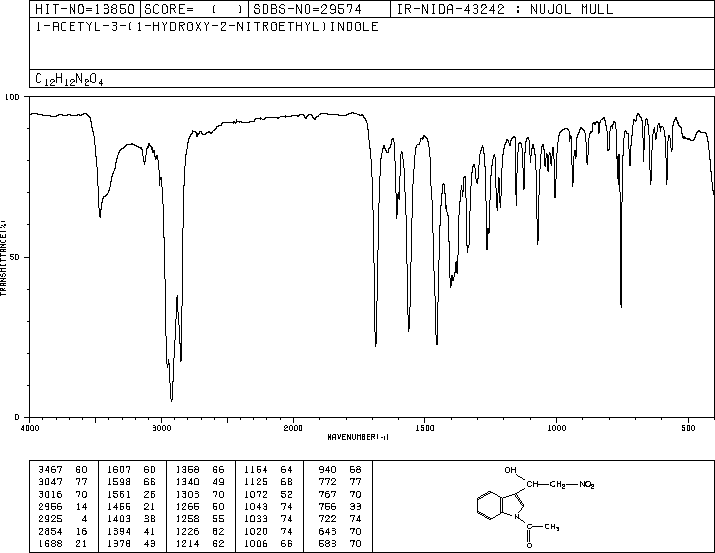 HIT-NO=13850 SCORE= ( ) SDBS-NO=29574 IR-NIDA-43242 : NUJOL MULL
1-ACETYL-3-(1-HYDROXY-2-NITROETHYL)INDOLE
C12H12N2O4
100
50
0
TRANSMITTANCE(%)
4000 3000 2000 1500 1000 500
WAVENUMBER(-1)
3467 60 1607 60 1358 66 1154 64 940 68
3047 77 1598 66 1340 49 1125 68 772 77
3016 70 1561 26 1303 70 1072 52 767 70
2956 14 1455 21 1265 60 1043 74 756 33
2925 4 1403 38 1258 55 1033 74 722 74
2854 16 1394 41 1226 62 1020 74 643 70
1688 21 1378 43 1214 62 1006 66 583 70
OH
CH-CH2-NO2
N
C-CH3
O